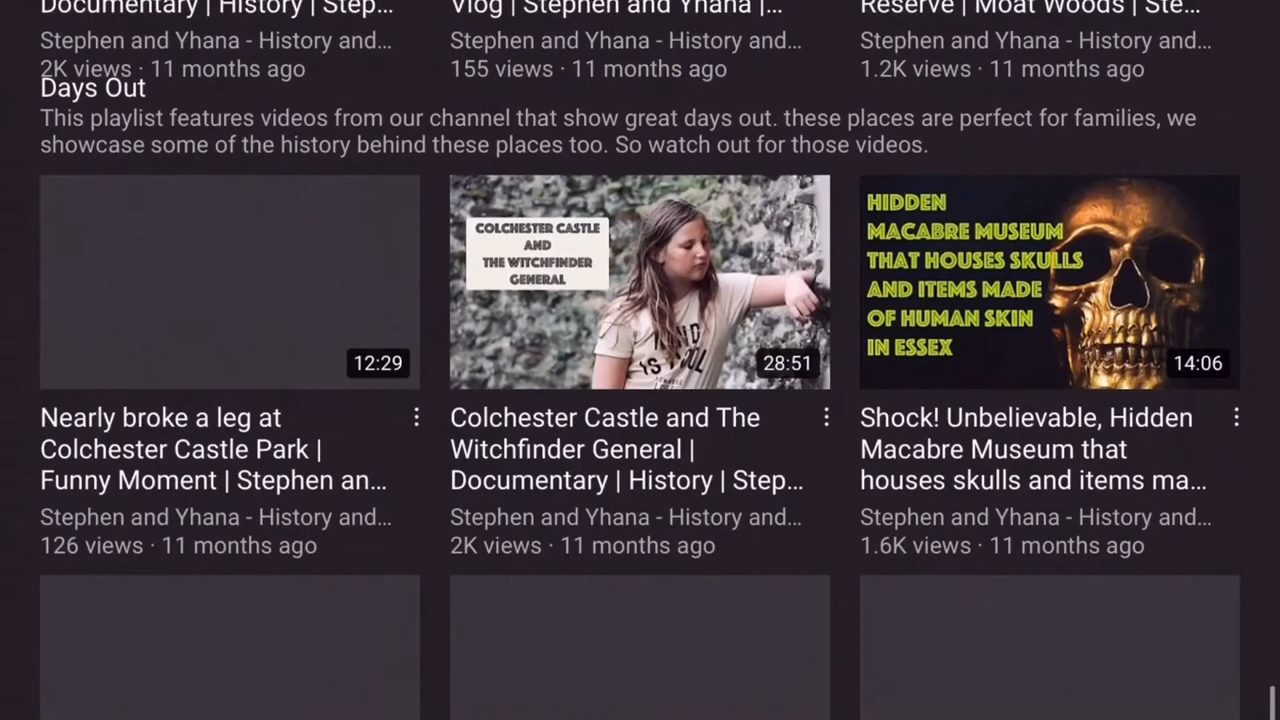 Documentary | History | Step...
Vlog | Stephen and Yhana |...
Reserve | Moat Woods | Ste...
Stephen and Yhana - History and...
Stephen and Yhana - History and...
Stephen and Yhana - History and...
2K views · 11 months ago
155 views · 11 months ago
1.2K views · 11 months ago
Days Out
This playlist features videos from our channel that show great days out. these places are perfect for families, we
showcase some of the history behind these places too. So watch out for those videos.
12:29
COLCHESTER CASTLE
AND
THE WITCHFINDER
GENERAL
28:51
HIDDEN
MACABRE MUSEUM
THAT HOUSES SKULLS
AND ITEMS MADE
OF HUMAN SKIN
IN ESSEX
14:06
Nearly broke a leg at
Colchester Castle Park |
Funny Moment | Stephen an...
Stephen and Yhana - History and...
126 views · 11 months ago
Colchester Castle and The
Witchfinder General |
Documentary | History | Step...
Stephen and Yhana - History and...
2K views · 11 months ago
Shock! Unbelievable, Hidden
Macabre Museum that
houses skulls and items ma...
Stephen and Yhana - History and...
1.6K views · 11 months ago